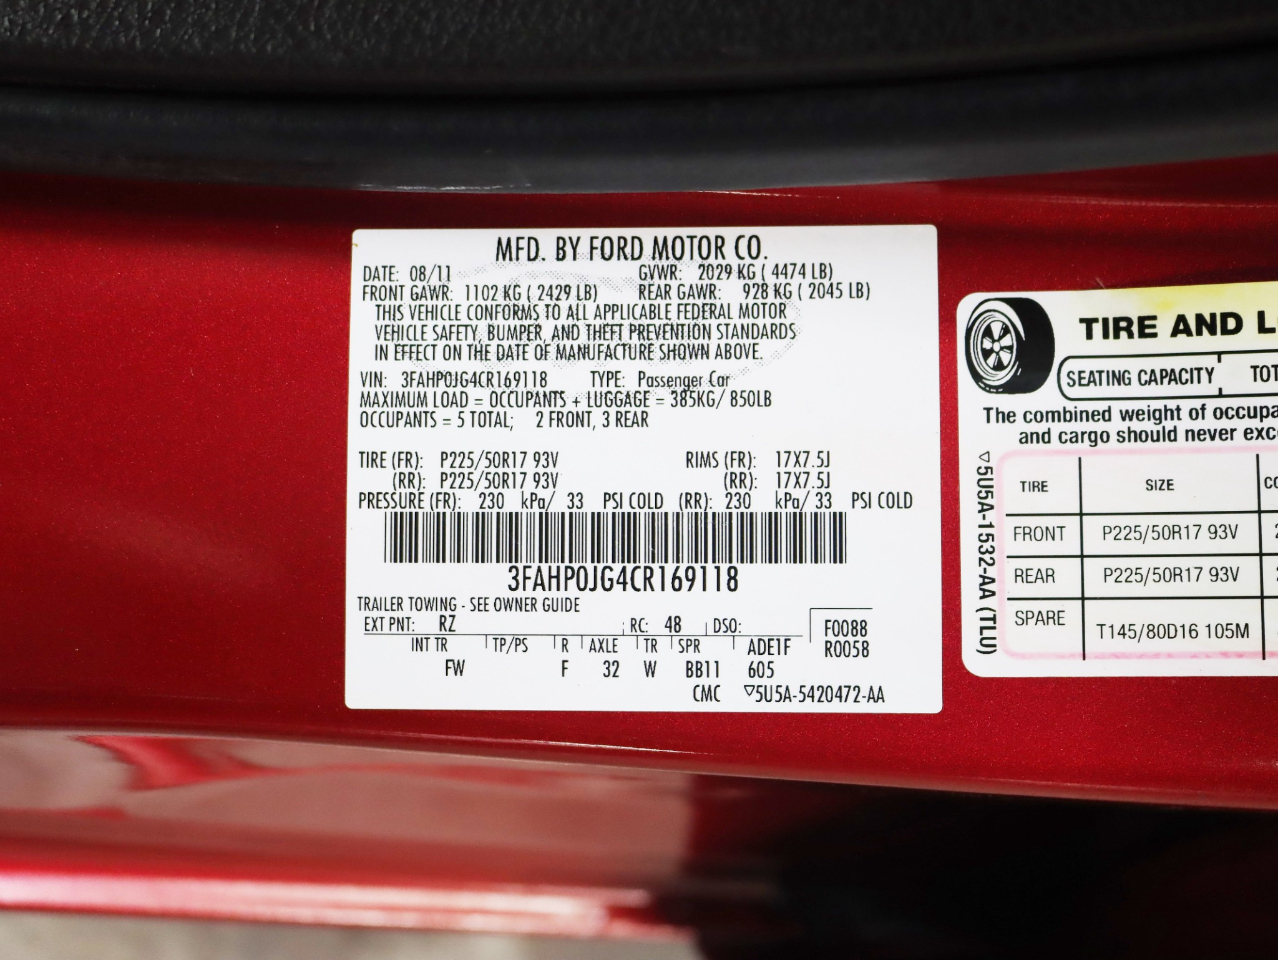 MFD. BY FORD MOTOR CO.
DATE: 08/11 GVWR: 2029 KG ( 4474 LB)
FRONT GAWR: 1102 KG ( 2429 LB) REAR GAWR: 928 KG ( 2045 LB)
THIS VEHICLE CONFORMS TO ALL APPLICABLE FEDERAL MOTOR
VEHICLE SAFETY, BUMPER, AND THEFT PREVENTION STANDARDS
IN EFFECT ON THE DATE OF MANUFACTURE SHOWN ABOVE.
VIN: 3FAHP0JG4CR169118 TYPE: Passenger Car
MAXIMUM LOAD = OCCUPANTS + LUGGAGE = 385KG/ 850LB
OCCUPANTS = 5 TOTAL; 2 FRONT, 3 REAR
TIRE (FR): P225/50R17 93V RIMS (FR): 17X7.5J
(RR): P225/50R17 93V (RR): 17X7.5J
PRESSURE (FR): 230 kPa/ 33 PSI COLD (RR): 230 kPa/ 33 PSI COLD
3FAHP0JG4CR169118
TRAILER TOWING - SEE OWNER GUIDE
EXT PNT: RZ RC: 48 DSO: F0088
R0058
INT TR TP/PS R AXLE TR SPR ADE1F
FW F 32 W BB11 605
CMC ▽5U5A-5420472-AA
TIRE AND L
SEATING CAPACITY TOT
The combined weight of occupa
and cargo should never exce
▽5U5A-1532-AA (TLU)
TIRE SIZE CO
FRONT P225/50R17 93V 2
REAR P225/50R17 93V 2
SPARE T145/80D16 105M